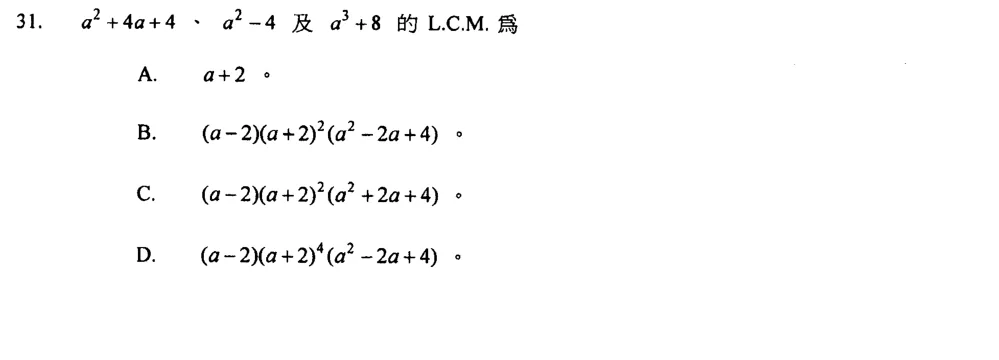 31. a² + 4a + 4 、 a² − 4 及 a³ + 8 的 L.C.M. 爲
A. a + 2 。
B. (a − 2)(a + 2)²(a² − 2a + 4) 。
C. (a − 2)(a + 2)²(a² + 2a + 4) 。
D. (a − 2)(a + 2)⁴(a² − 2a + 4) 。